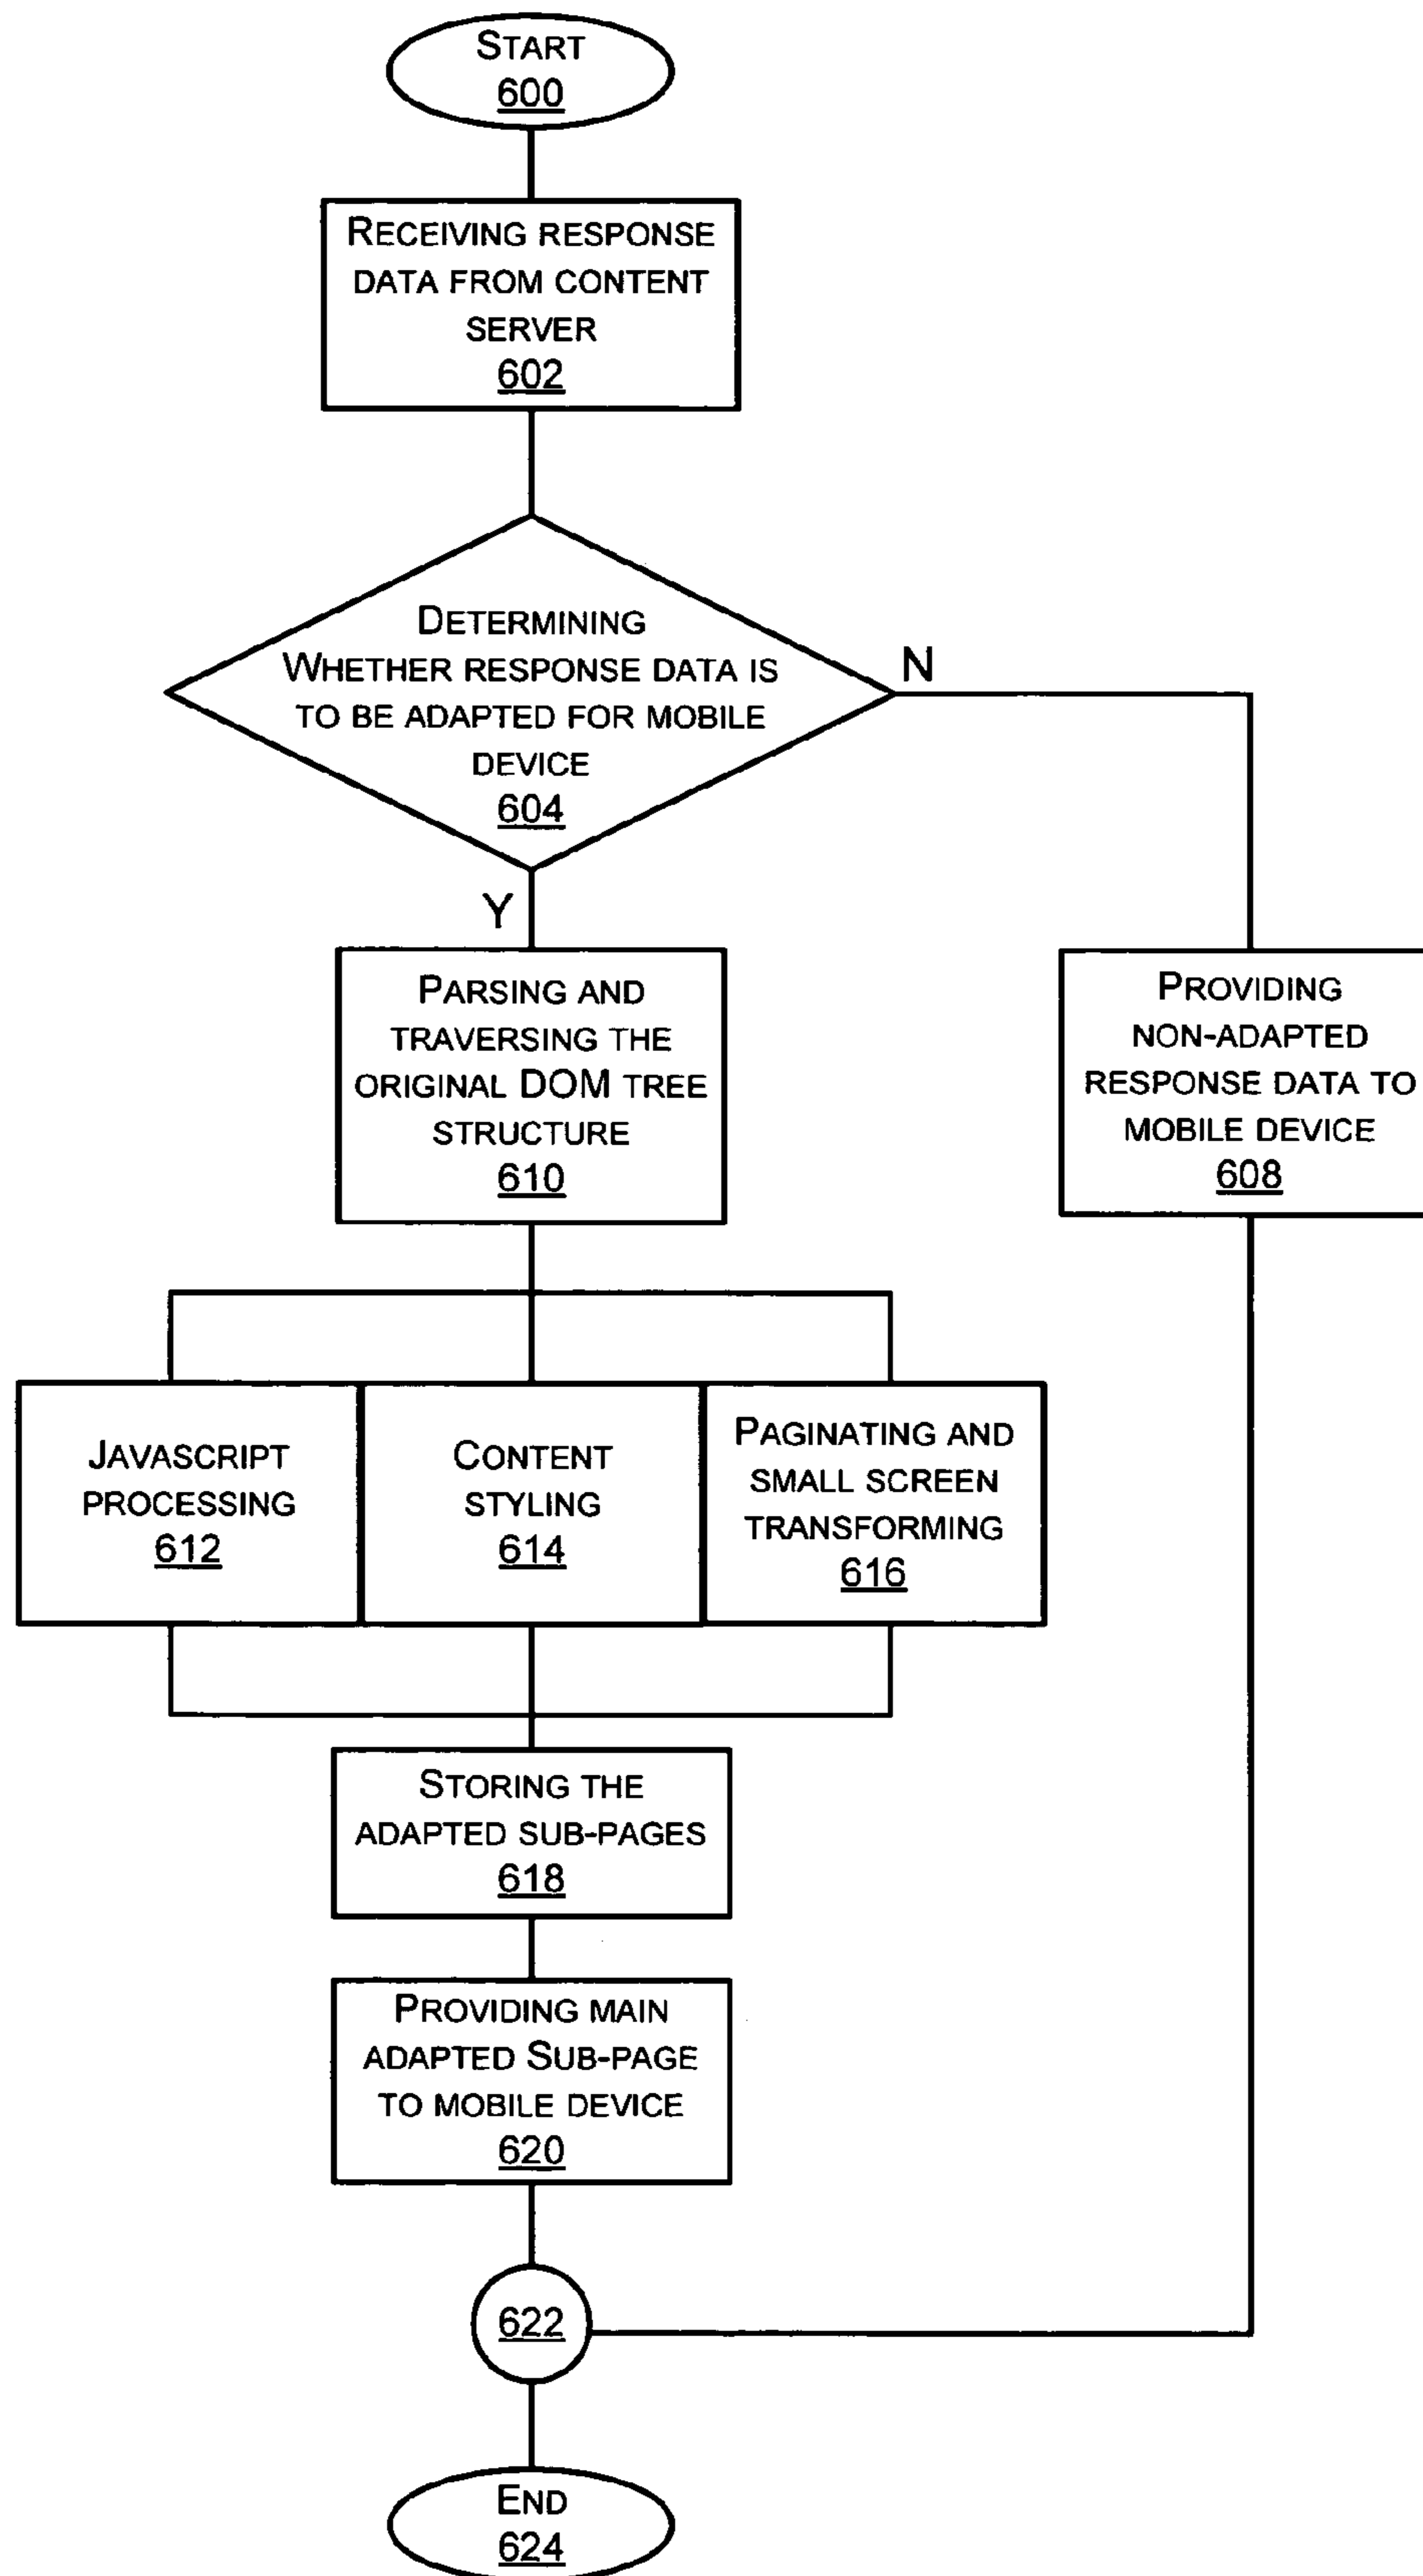 START
600
RECEIVING RESPONSE
DATA FROM CONTENT
SERVER
602
DETERMINING
WHETHER RESPONSE DATA IS
TO BE ADAPTED FOR MOBILE
DEVICE
604
N
Y
PARSING AND
TRAVERSING THE
ORIGINAL DOM TREE
STRUCTURE
610
PROVIDING
NON-ADAPTED
RESPONSE DATA TO
MOBILE DEVICE
608
JAVASCRIPT
PROCESSING
612
CONTENT
STYLING
614
PAGINATING AND
SMALL SCREEN
TRANSFORMING
616
STORING THE
ADAPTED SUB-PAGES
618
PROVIDING MAIN
ADAPTED SUB-PAGE
TO MOBILE DEVICE
620
622
END
624